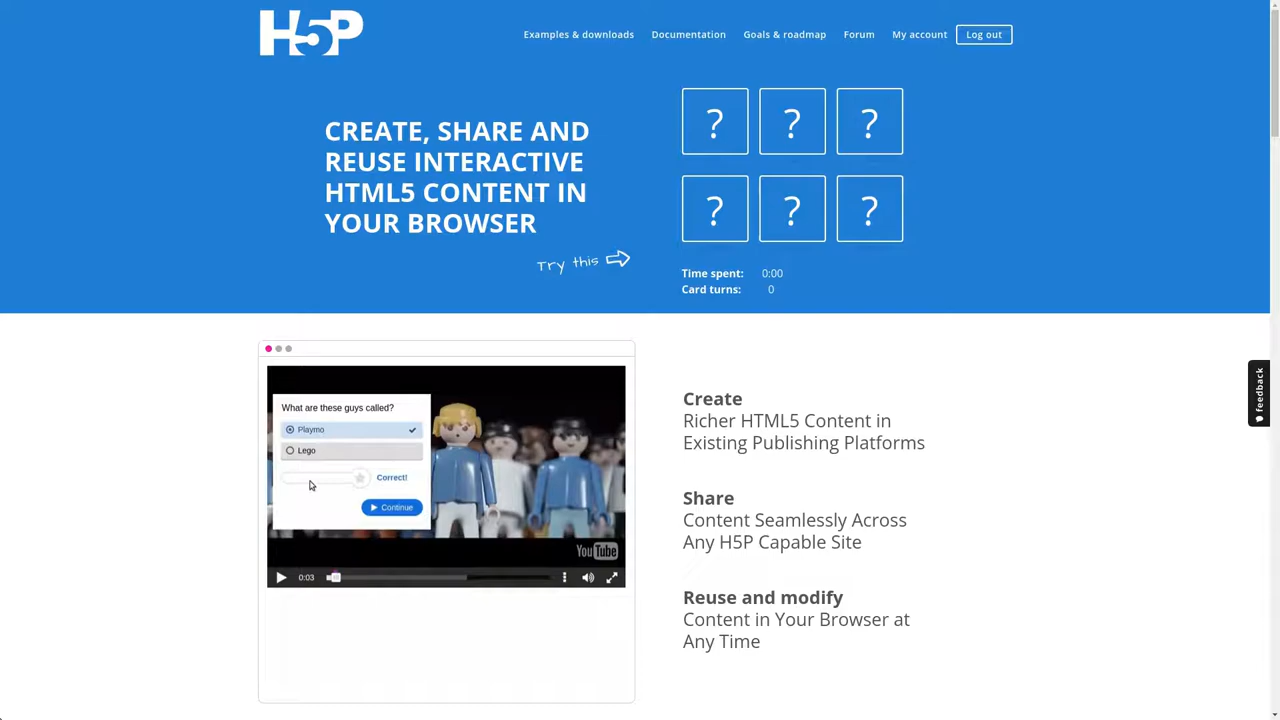 H5P
Examples & downloads
Documentation
Goals & roadmap
Forum
My account
Log out
CREATE, SHARE AND
REUSE INTERACTIVE
HTML5 CONTENT IN
YOUR BROWSER
Try this
? ? ?
? ? ?
Time spent: 0:00
Card turns: 0
feedback
What are these guys called?
Playmo
Lego
Correct!
Continue
YouTube
0:03
Create
Richer HTML5 Content in
Existing Publishing Platforms
Share
Content Seamlessly Across
Any H5P Capable Site
Reuse and modify
Content in Your Browser at
Any Time